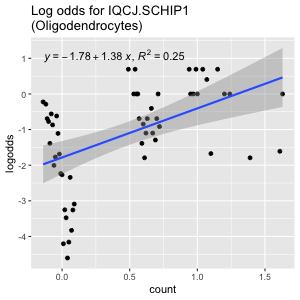 Log odds for IQCJ.SCHIP1
(Oligodendrocytes)
y = −1.78 + 1.38 x, R² = 0.25
logodds
1
0
-1
-2
-3
-4
0.0 0.5 1.0 1.5
count